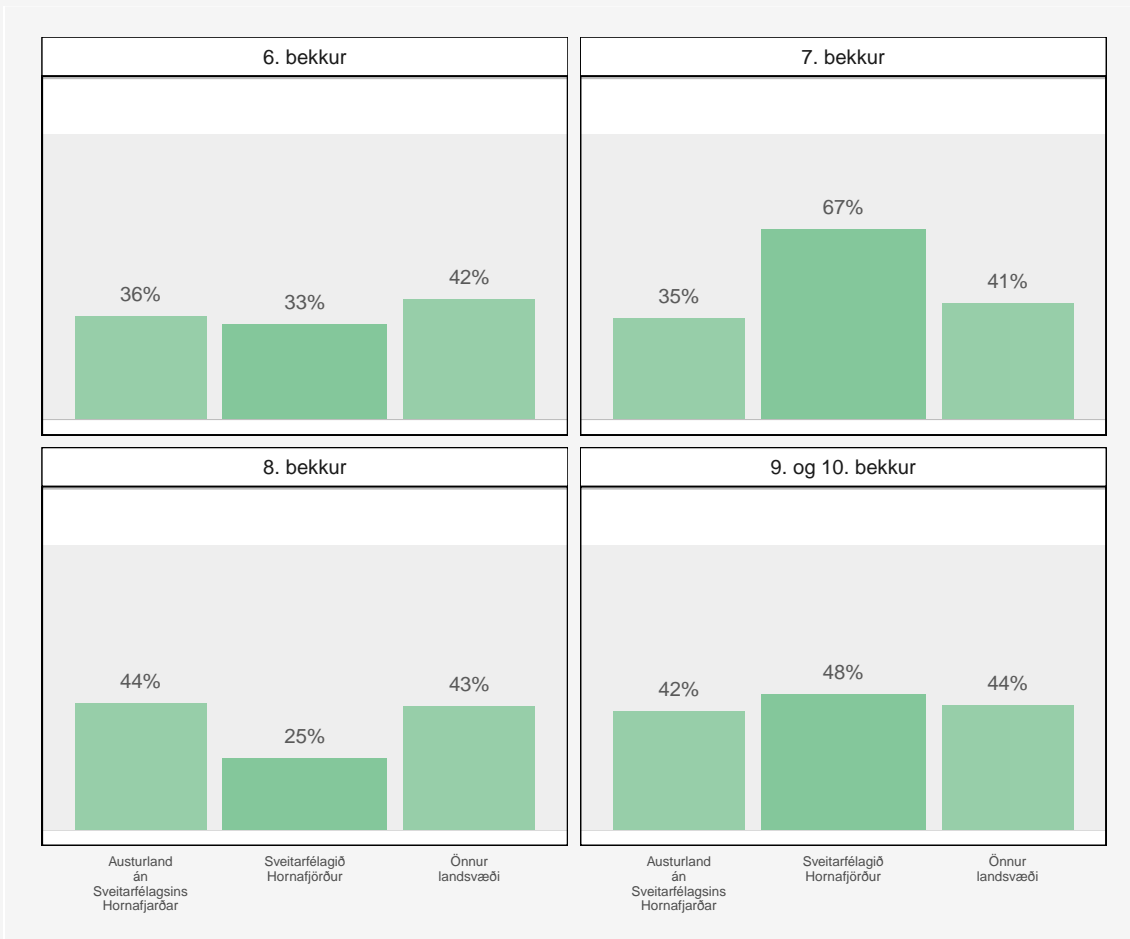 6. bekkur
36%
33%
42%
7. bekkur
35%
67%
41%
8. bekkur
44%
25%
43%
Austurland
án
Sveitarfélagsins
Hornafjarðar
Sveitarfélagið
Hornafjörður
Önnur
landsvæði
9. og 10. bekkur
42%
48%
44%
Austurland
án
Sveitarfélagsins
Hornafjarðar
Sveitarfélagið
Hornafjörður
Önnur
landsvæði